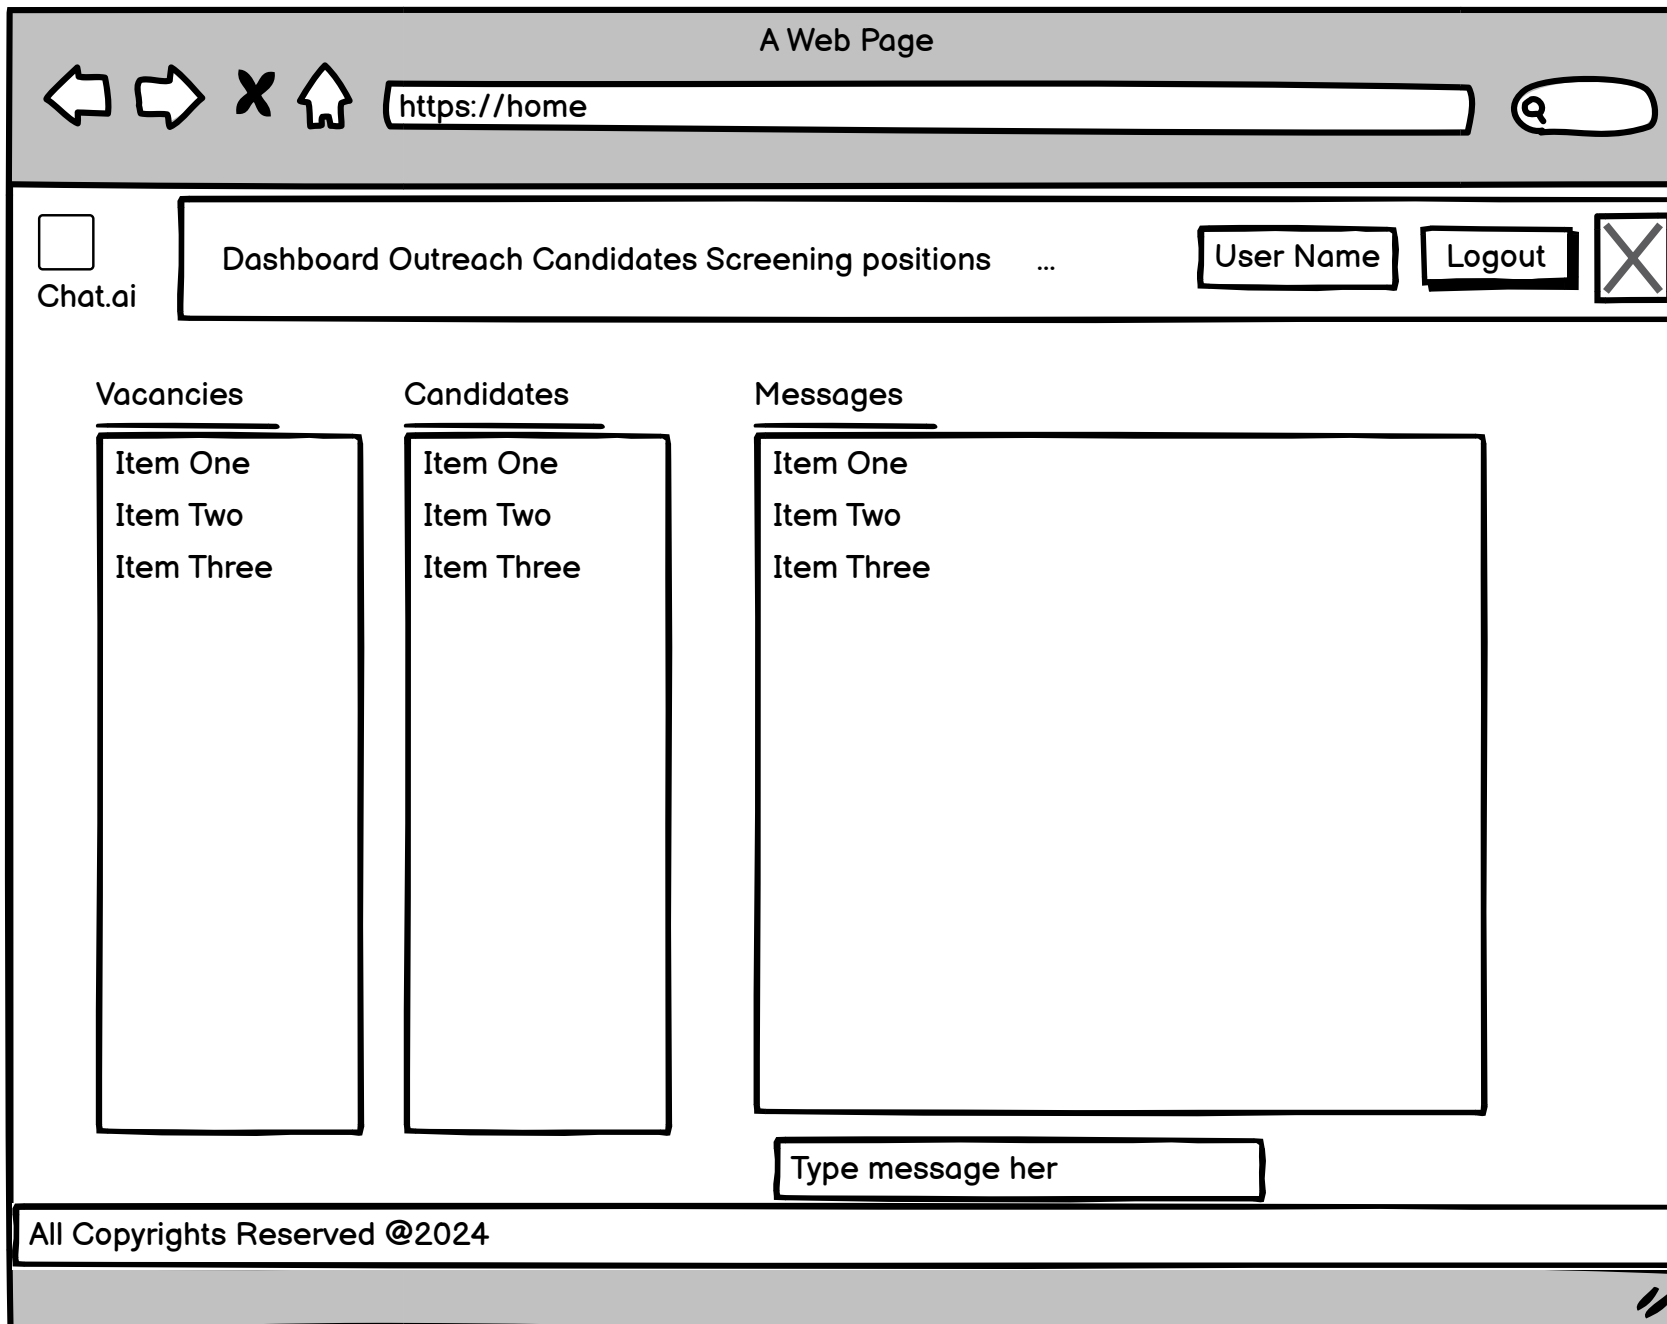 A Web Page
https://home
Chat.ai
Dashboard Outreach Candidates Screening positions ...
User Name
Logout
Vacancies
Item One
Item Two
Item Three
Candidates
Item One
Item Two
Item Three
Messages
Item One
Item Two
Item Three
Type message her
All Copyrights Reserved @2024